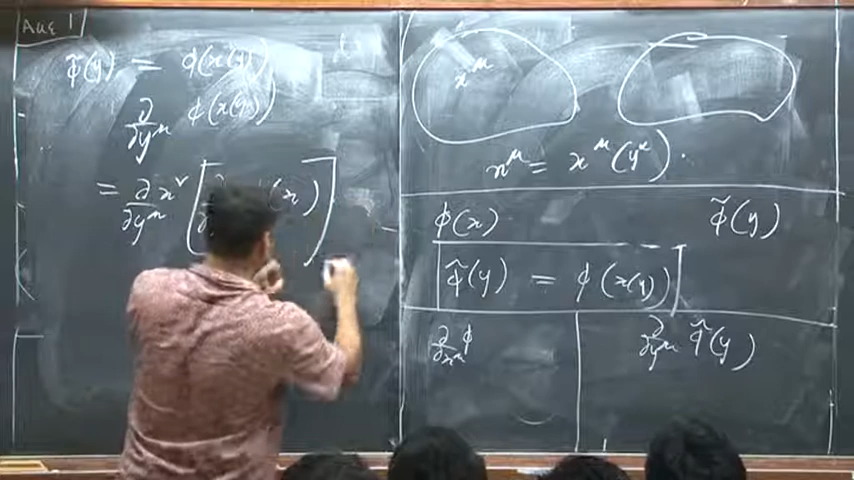 Aug 1
φ̃(y) = φ(x(y))
∂/∂y^μ φ(x(y))
= ∂x^ν/∂y^μ [ (x) ]
x^μ
x^μ = x^μ(y^α).
φ(x) φ̃(y)
φ̃(y) = φ(x(y))
∂/∂x^μ φ ∂/∂y^μ φ̃(y)